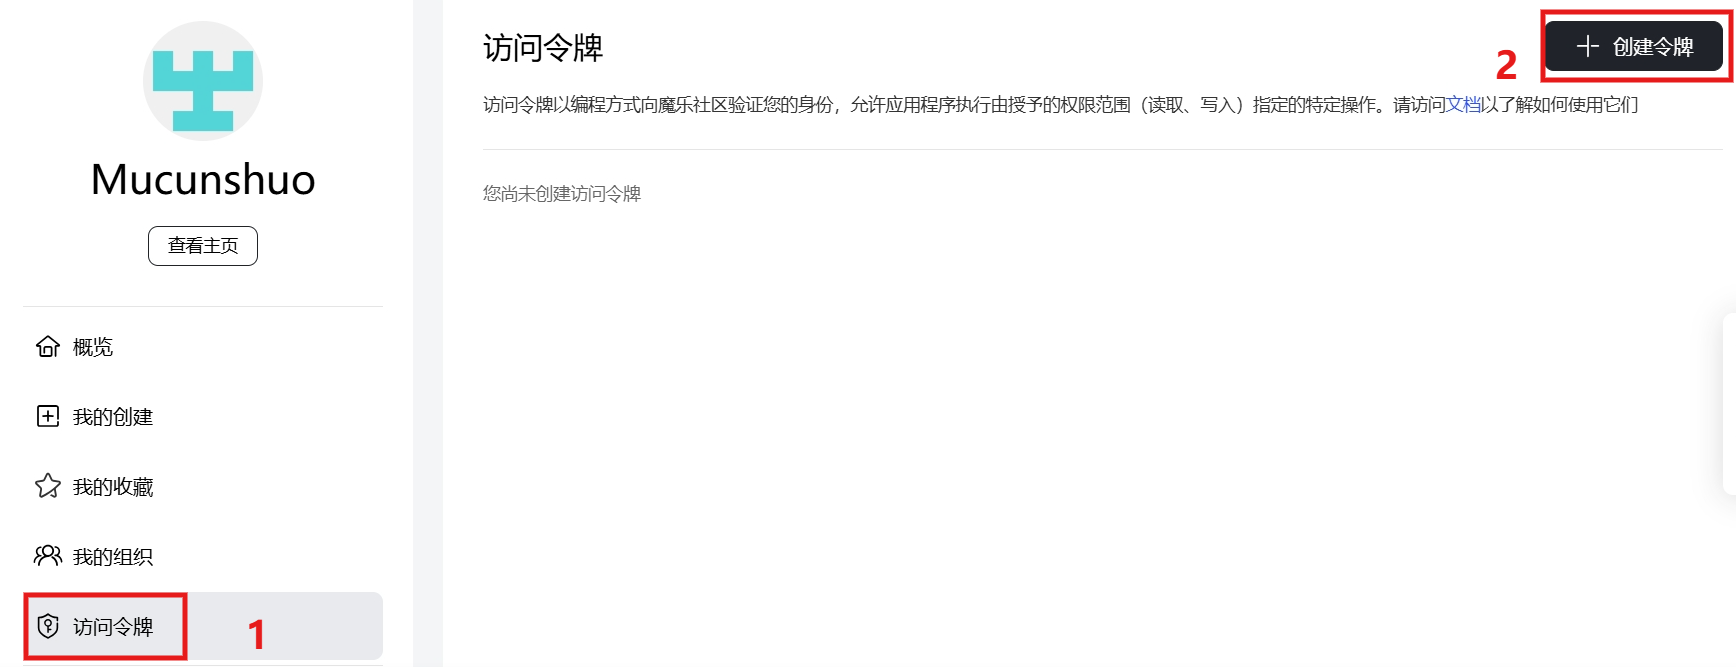 Mucunshuo
查看主页
概览
我的创建
我的收藏
我的组织
访问令牌
1
访问令牌
2
创建令牌
访问令牌以编程方式向魔乐社区验证您的身份，允许应用程序执行由授予的权限范围（读取、写入）指定的特定操作。请访问文档以了解如何使用它们
您尚未创建访问令牌